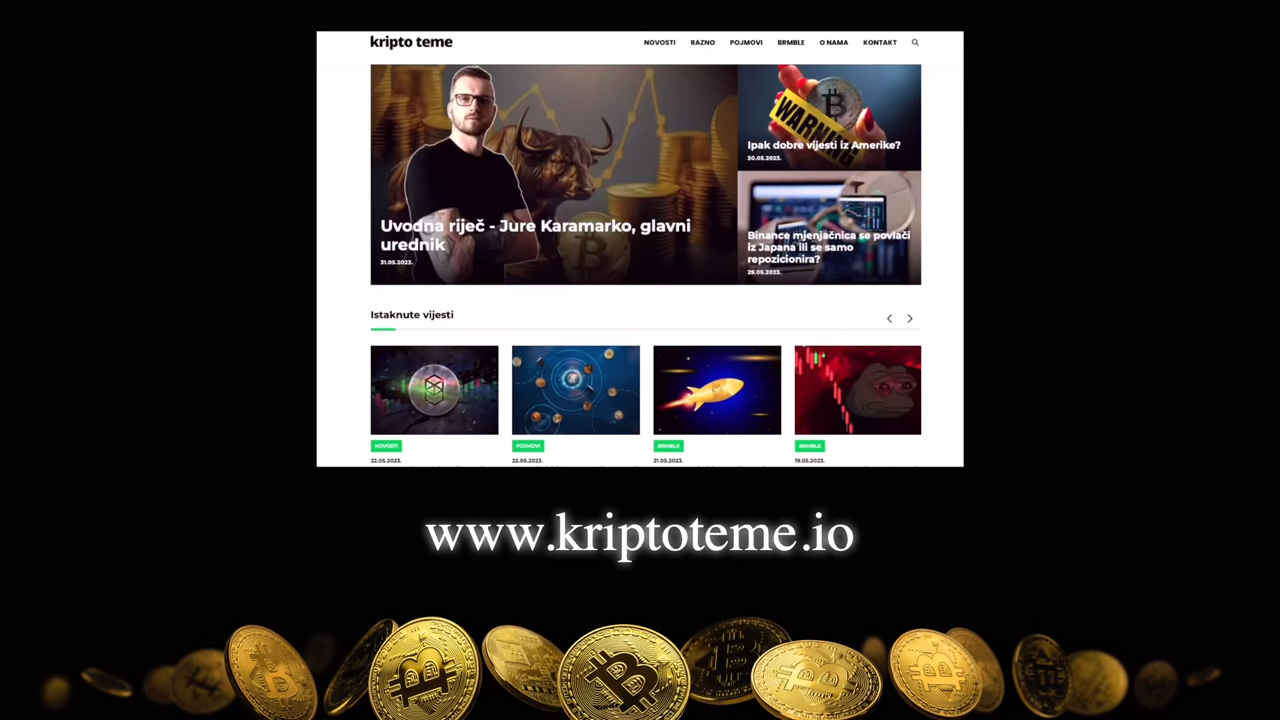 kripto teme
NOVOSTI RAZNO POJMOVI BRMBLE O NAMA KONTAKT
WARNING
Ipak dobre vijesti iz Amerike?
30.05.2023.
Uvodna riječ - Jure Karamarko, glavni
urednik
31.05.2023.
Binance mjenjačnica se povlači
iz Japana ili se samo
repozicionira?
29.05.2023.
Istaknute vijesti
NOVOSTI
POJMOVI
BRMBLE
BRMBLE
22.05.2023.
22.05.2023.
21.05.2023.
19.05.2023.
www.kriptoteme.io